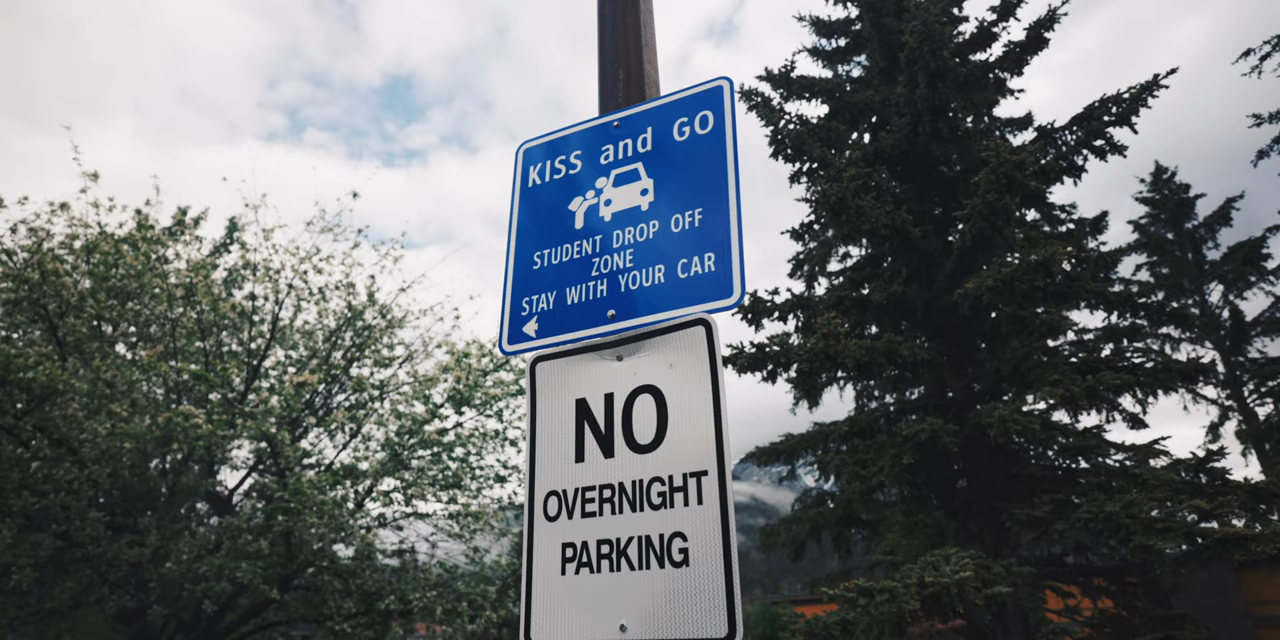 KISS and GO
STUDENT DROP OFF
ZONE
STAY WITH YOUR CAR
NO
OVERNIGHT
PARKING